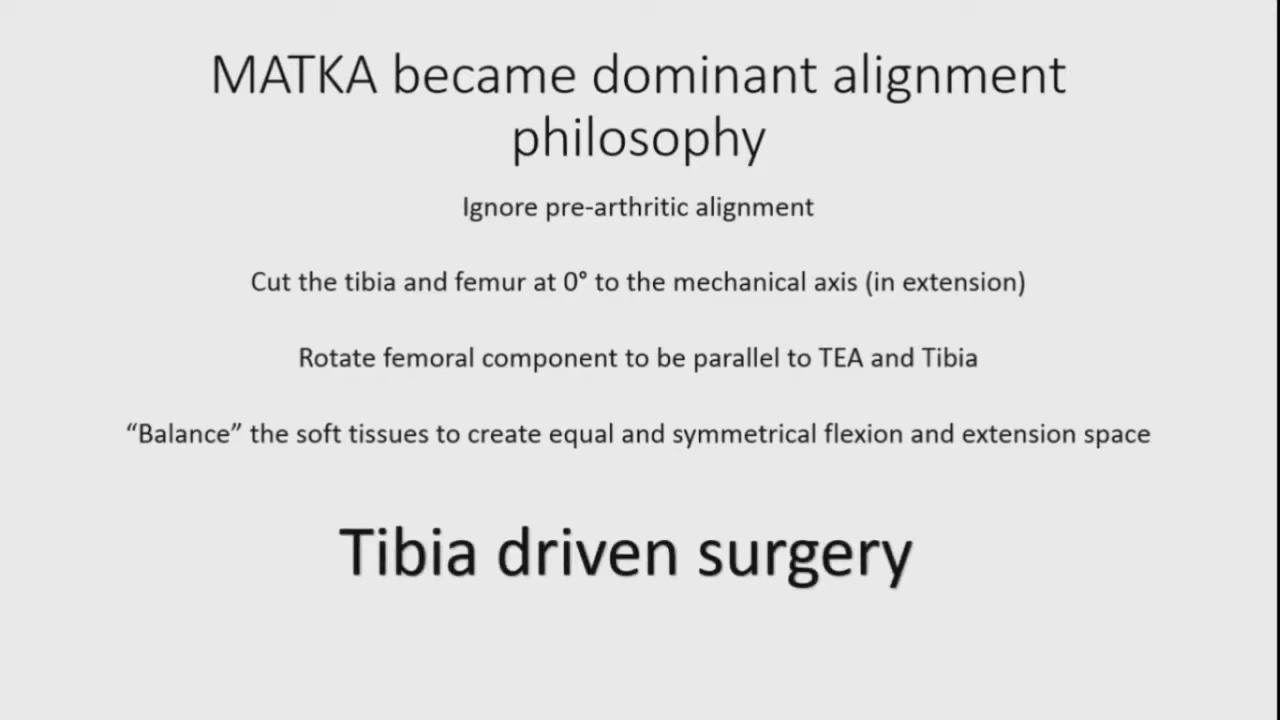 MATKA became dominant alignment
philosophy
Ignore pre-arthritic alignment
Cut the tibia and femur at 0° to the mechanical axis (in extension)
Rotate femoral component to be parallel to TEA and Tibia
“Balance” the soft tissues to create equal and symmetrical flexion and extension space
Tibia driven surgery